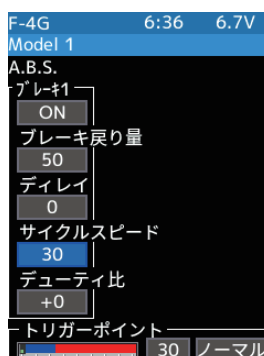 F-4G 6:36 6.7V
Model 1
A.B.S.
ブレーキ1
ON
ブレーキ戻り量
50
ディレイ
0
サイクルスピード
30
デューティ比
+0
トリガーポイント
30 ノーマル